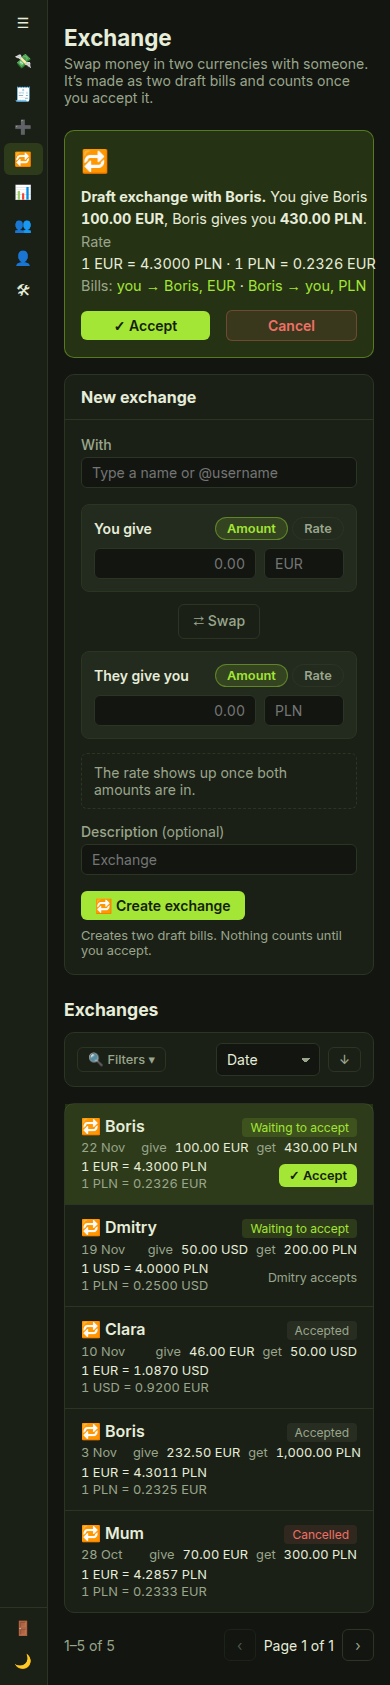 Exchange
Swap money in two currencies with someone.
It's made as two draft bills and counts once
you accept it.
Draft exchange with Boris. You give Boris
100.00 EUR, Boris gives you 430.00 PLN.
Rate
1 EUR = 4.3000 PLN · 1 PLN = 0.2326 EUR
Bills: you → Boris, EUR · Boris → you, PLN
✓ Accept
Cancel
New exchange
With
Type a name or @username
You give
Amount
Rate
0.00
EUR
⇄ Swap
They give you
Amount
Rate
0.00
PLN
The rate shows up once both
amounts are in.
Description (optional)
Exchange
Create exchange
Creates two draft bills. Nothing counts until
you accept.
Exchanges
Filters ▾
Date
↓
Boris
Waiting to accept
22 Nov give 100.00 EUR get 430.00 PLN
1 EUR = 4.3000 PLN
1 PLN = 0.2326 EUR
✓ Accept
Dmitry
Waiting to accept
19 Nov give 50.00 USD get 200.00 PLN
1 USD = 4.0000 PLN
1 PLN = 0.2500 USD
Dmitry accepts
Clara
Accepted
10 Nov give 46.00 EUR get 50.00 USD
1 EUR = 1.0870 USD
1 USD = 0.9200 EUR
Boris
Accepted
3 Nov give 232.50 EUR get 1,000.00 PLN
1 EUR = 4.3011 PLN
1 PLN = 0.2325 EUR
Mum
Cancelled
28 Oct give 70.00 EUR get 300.00 PLN
1 EUR = 4.2857 PLN
1 PLN = 0.2333 EUR
1–5 of 5
‹
Page 1 of 1
›